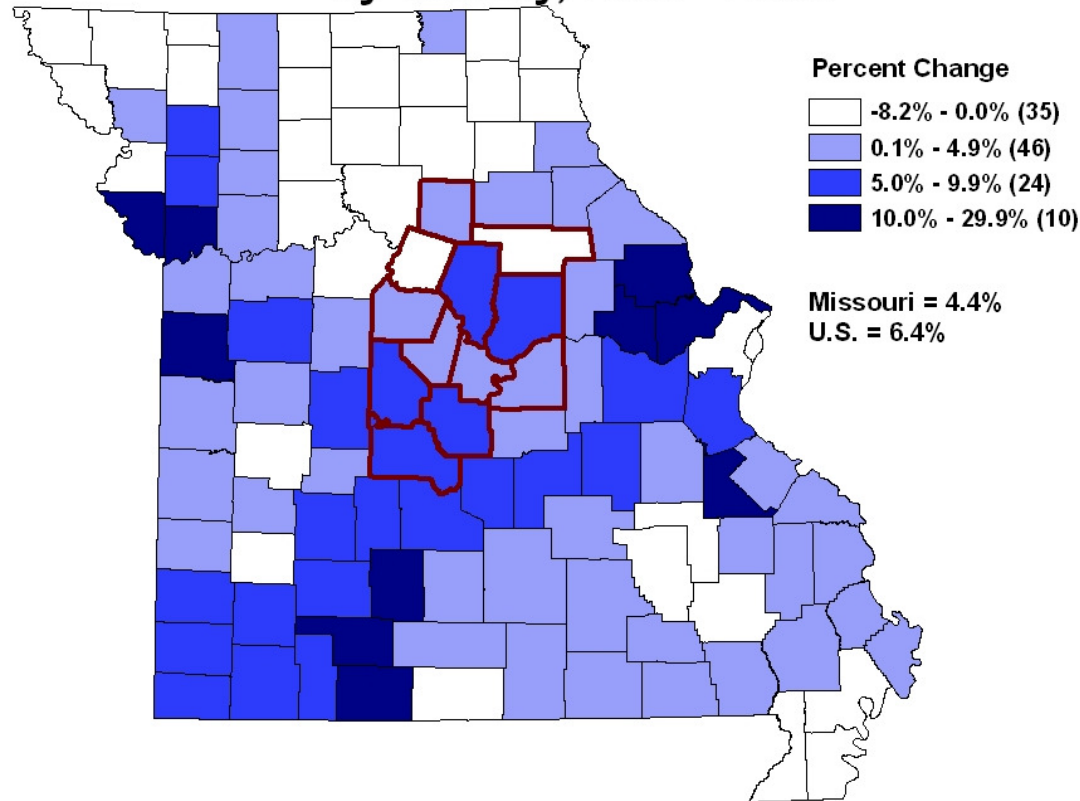 Percent Change
-8.2% - 0.0% (35)
0.1% - 4.9% (46)
5.0% - 9.9% (24)
10.0% - 29.9% (10)
Missouri = 4.4%
U.S. = 6.4%